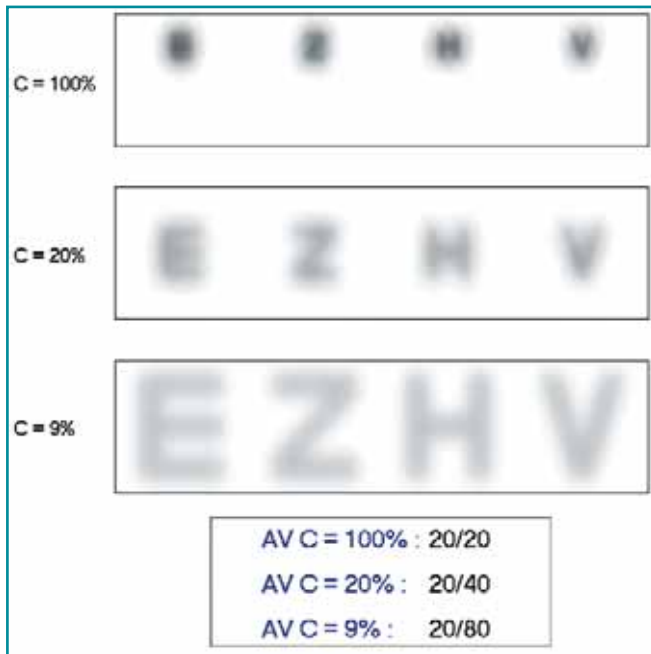 C = 100%
E Z H V
C = 20%
E Z H V
C = 9%
E Z H V
AV C = 100% : 20/20
AV C = 20% : 20/40
AV C = 9% : 20/80